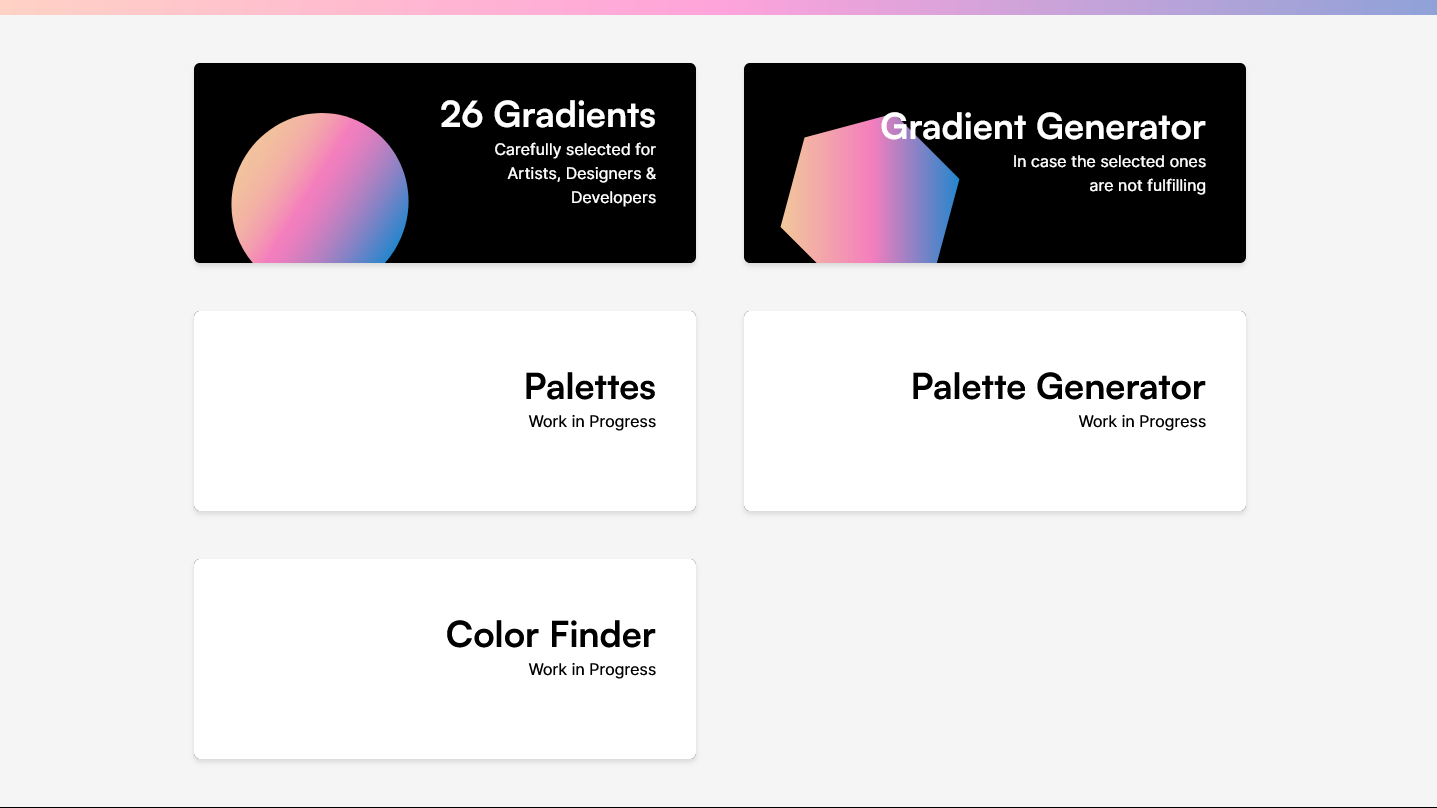 26 Gradients
Carefully selected for
Artists, Designers &
Developers
Gradient Generator
In case the selected ones
are not fulfilling
Palettes
Work in Progress
Palette Generator
Work in Progress
Color Finder
Work in Progress